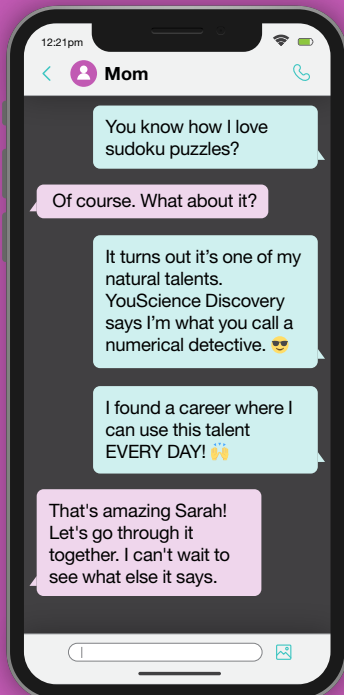 12:21pm
Mom
You know how I love
sudoku puzzles?
Of course. What about it?
It turns out it's one of my
natural talents.
YouScience Discovery
says I'm what you call a
numerical detective. 😎
I found a career where I
can use this talent
EVERY DAY! 🙌
That's amazing Sarah!
Let's go through it
together. I can't wait to
see what else it says.